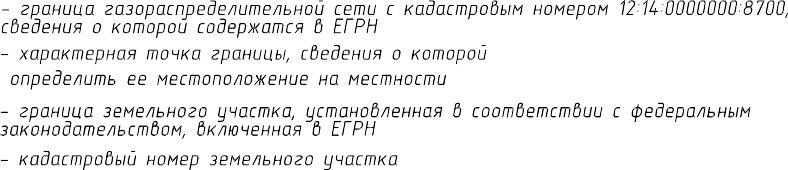 - граница газораспределительной сети с кадастровым номером 12:14:0000000:8700,
сведения о которой содержатся в ЕГРН
- характерная точка границы, сведения о которой
определить ее местоположение на местности
- граница земельного участка, установленная в соответствии с федеральным
законодательством, включенная в ЕГРН
- кадастровый номер земельного участка